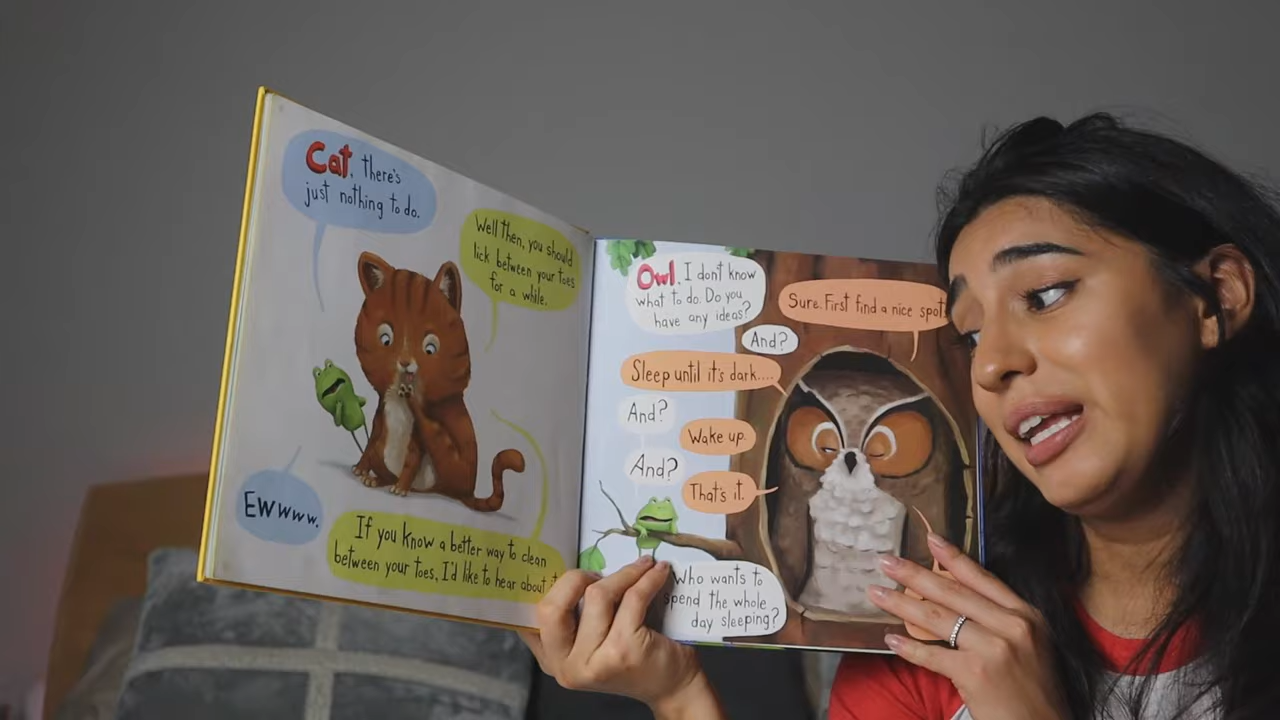 Cat, there's
just nothing to do.
Well then, you should
lick between your toes
for a while.
EWwww.
If you know a better way to clean
between your toes, I'd like to hear about
Owl, I don't know
what to do. Do you
have any ideas?
Sure. First find a nice spot
And?
Sleep until it's dark....
And?
Wake up.
And?
That's it.
Who wants to
spend the whole
day sleeping?